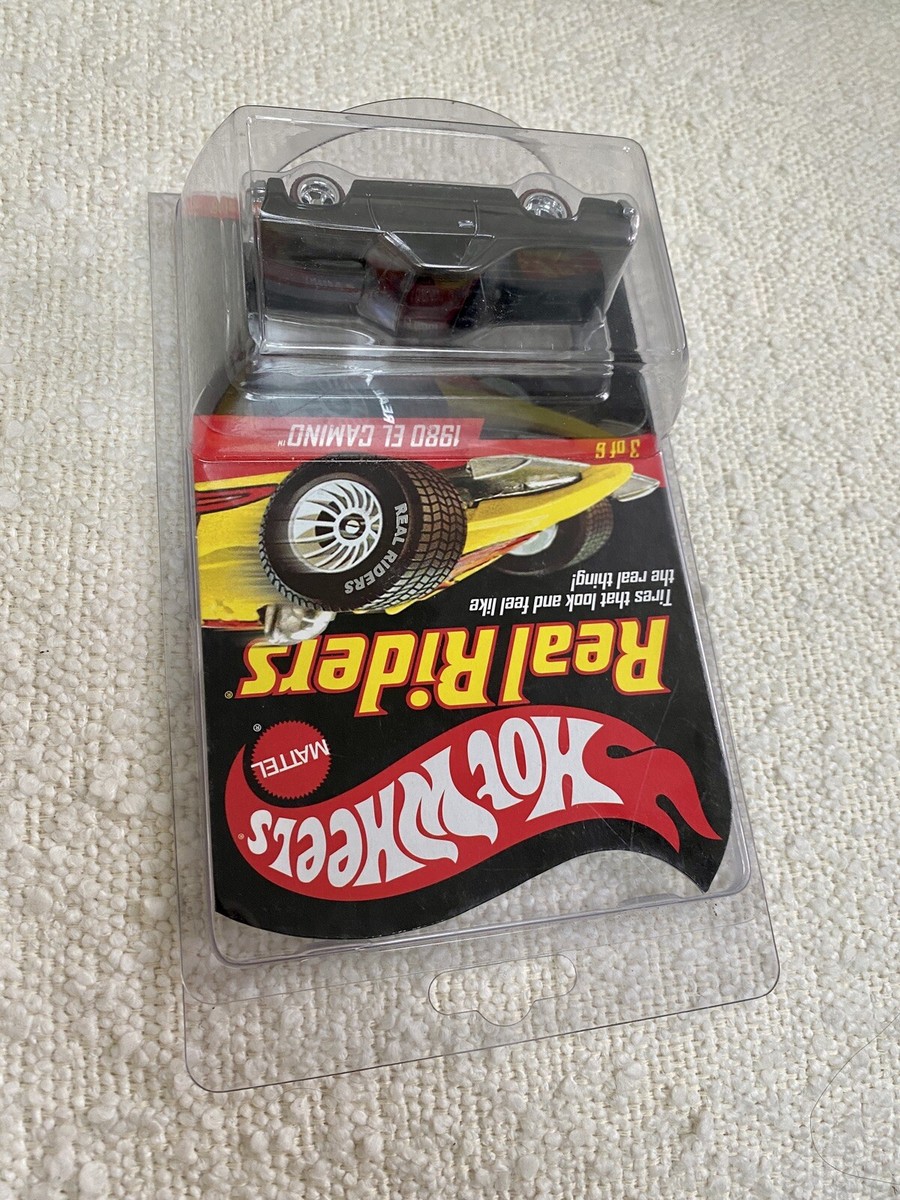 HOT WHEELS®
MATTEL
®
Real Riders®
Tires that look and feel like
the real thing!
REAL RIDERS
3 of 6
1980 EL CAMINO™